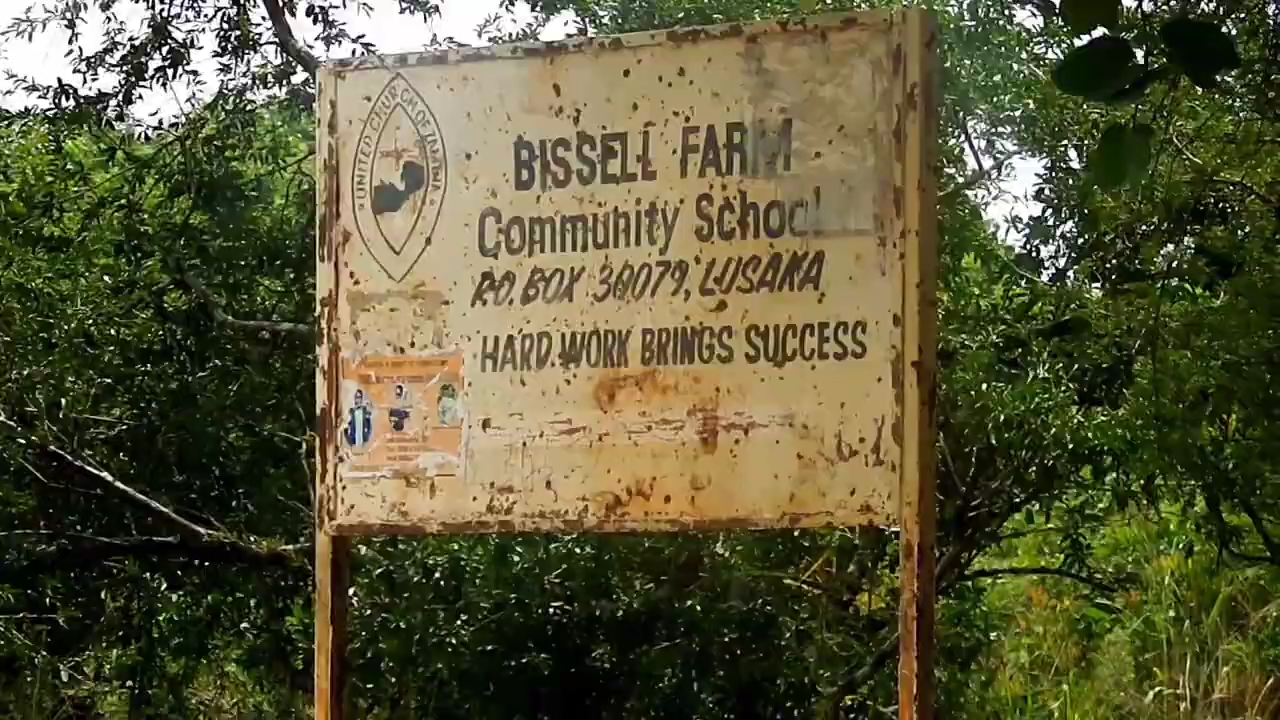 UNITED CHURCH OF ZAMBIA
BISSELL FARM
Community School
P.O. BOX 30079, LUSAKA
HARD WORK BRINGS SUCCESS